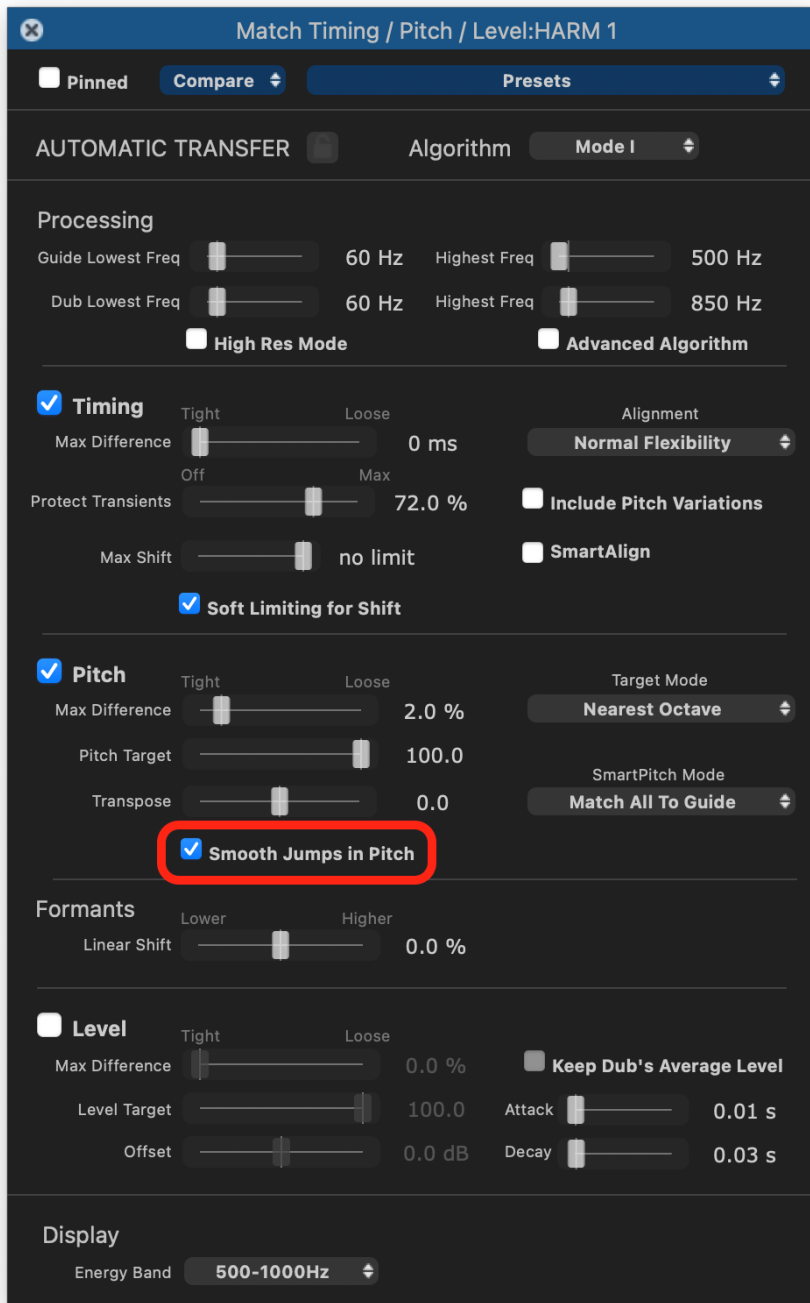 Match Timing / Pitch / Level:HARM 1
Pinned Compare Presets
AUTOMATIC TRANSFER Algorithm Mode I
Processing
Guide Lowest Freq 60 Hz Highest Freq 500 Hz
Dub Lowest Freq 60 Hz Highest Freq 850 Hz
High Res Mode Advanced Algorithm
Timing Tight Loose Alignment
Max Difference 0 ms Normal Flexibility
Off Max
Protect Transients 72.0 % Include Pitch Variations
Max Shift no limit SmartAlign
Soft Limiting for Shift
Pitch Tight Loose Target Mode
Max Difference 2.0 % Nearest Octave
Pitch Target 100.0
SmartPitch Mode
Transpose 0.0 Match All To Guide
Smooth Jumps in Pitch
Formants Lower Higher
Linear Shift 0.0 %
Level Tight Loose
Max Difference 0.0 % Keep Dub's Average Level
Level Target 100.0 Attack 0.01 s
Offset 0.0 dB Decay 0.03 s
Display
Energy Band 500-1000Hz